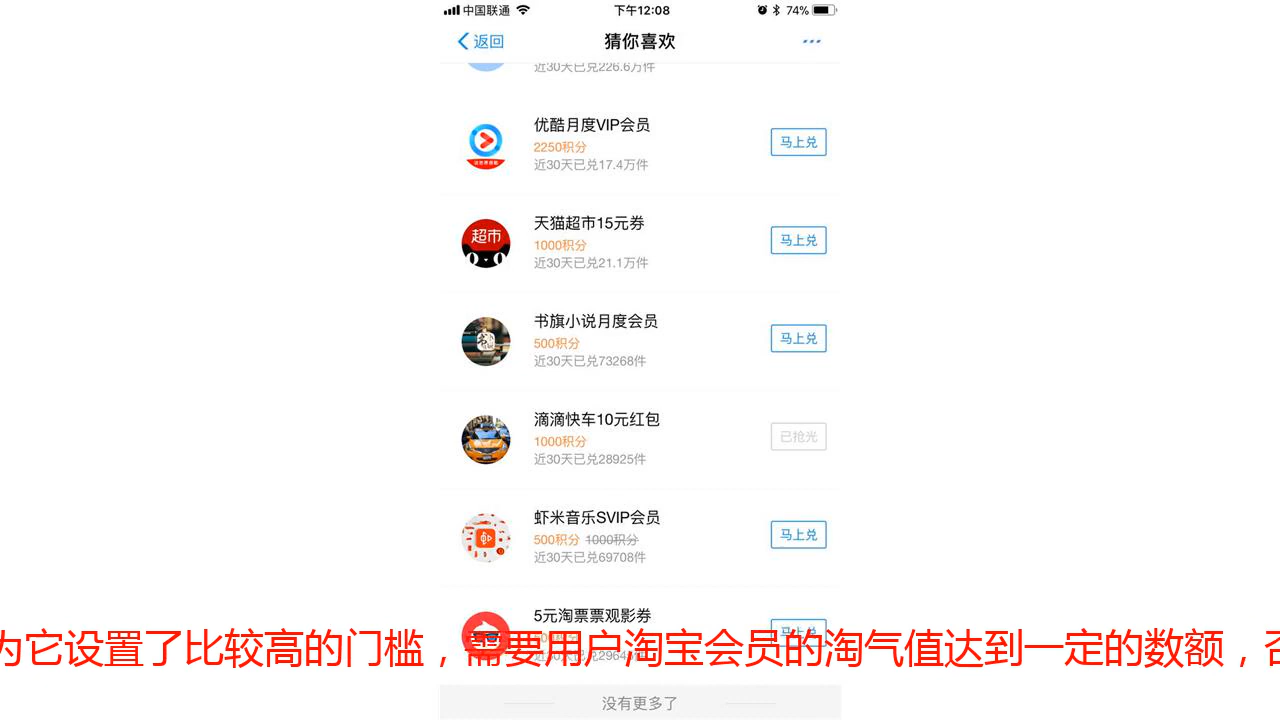 中国联通 下午12:08 74%
返回 猜你喜欢
近30天已兑226.6万件
优酷月度VIP会员
2250积分
近30天已兑17.4万件
马上兑
超市
天猫超市15元券
1000积分
近30天已兑21.1万件
马上兑
书旗小说月度会员
500积分
近30天已兑73268件
马上兑
滴滴快车10元红包
1000积分
近30天已兑28925件
已抢光
虾米音乐SVIP会员
500积分 1000积分
近30天已兑69708件
马上兑
5元淘票票观影券
马上兑
为它设置了比较高的门槛，需要用户淘宝会员的淘气值达到一定的数额，否
没有更多了